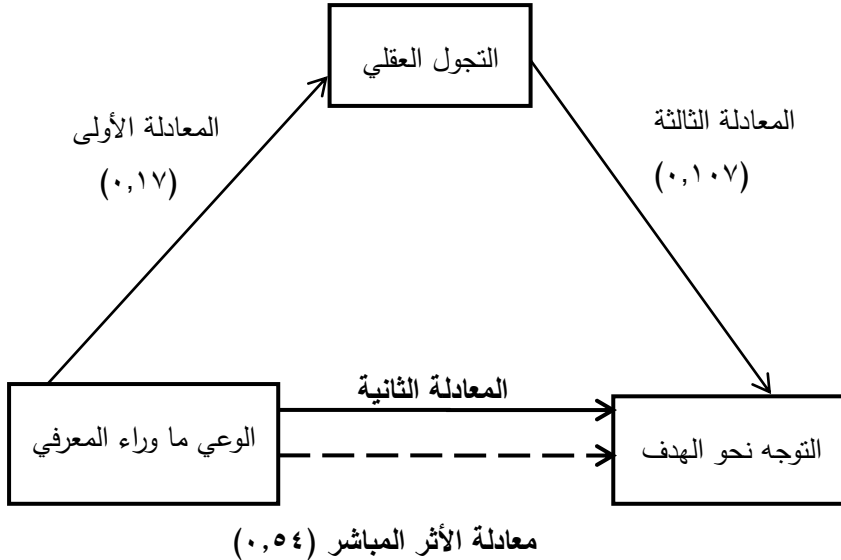 التجول العقلي
المعادلة الثالثة
(٠,١٠٧)
المعادلة الأولى
(٠,١٧)
المعادلة الثانية
الوعي ما وراء المعرفي
التوجه نحو الهدف
معادلة الأثر المباشر (٠,٥٤)